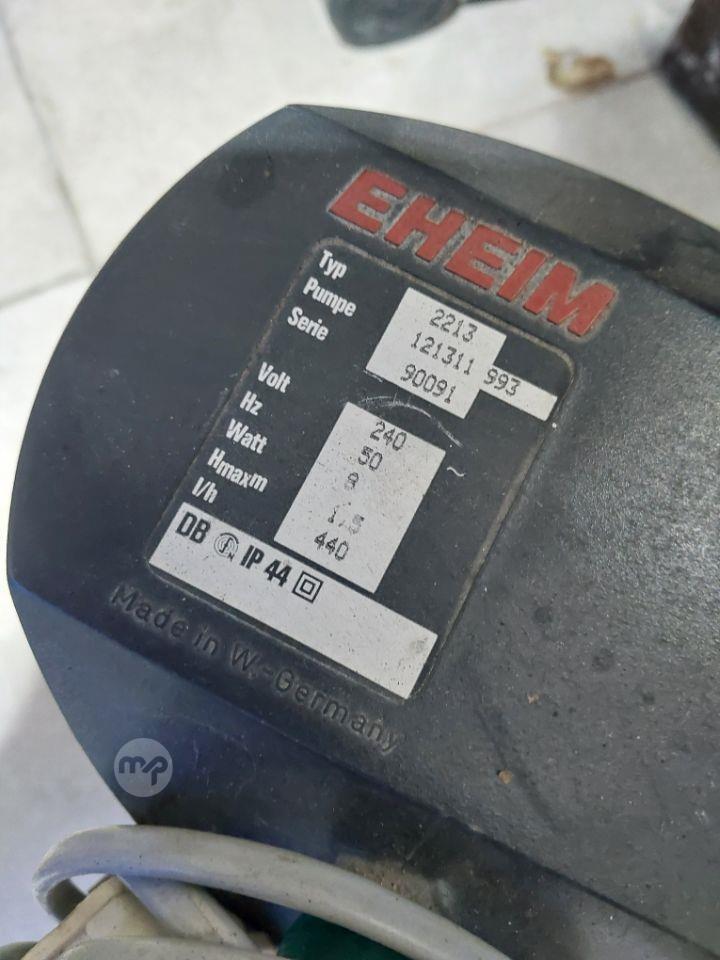 EHEIM
Typ 2213
Pumpe 121311 993
Serie 90091
Volt 240
Hz 50
Watt 8
Hmaxm 1.5
l/h 440
DB IP 44
Made in W.-Germany
mp